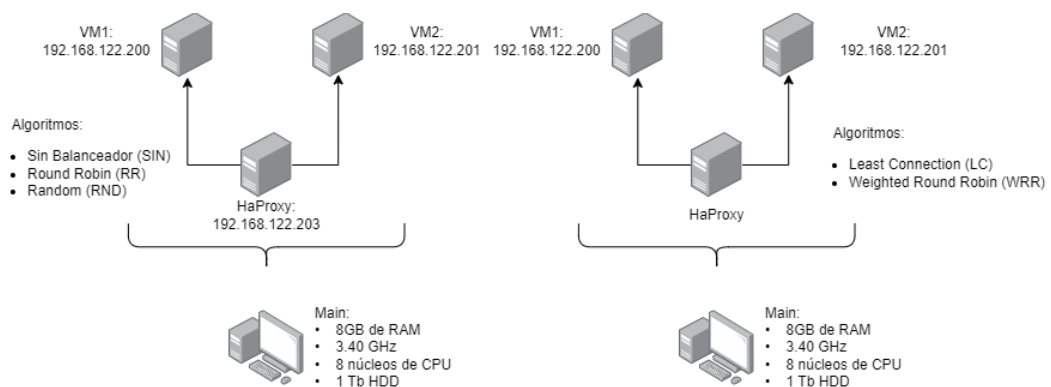 VM1:
192.168.122.200
VM2:
192.168.122.201
Algoritmos:
• Sin Balanceador (SIN)
• Round Robin (RR)
• Random (RND)
HaProxy:
192.168.122.203
Main:
• 8GB de RAM
• 3.40 GHz
• 8 núcleos de CPU
• 1 Tb HDD
VM1:
192.168.122.200
VM2:
192.168.122.201
Algoritmos:
• Least Connection (LC)
• Weighted Round Robin (WRR)
HaProxy
Main:
• 8GB de RAM
• 3.40 GHz
• 8 núcleos de CPU
• 1 Tb HDD